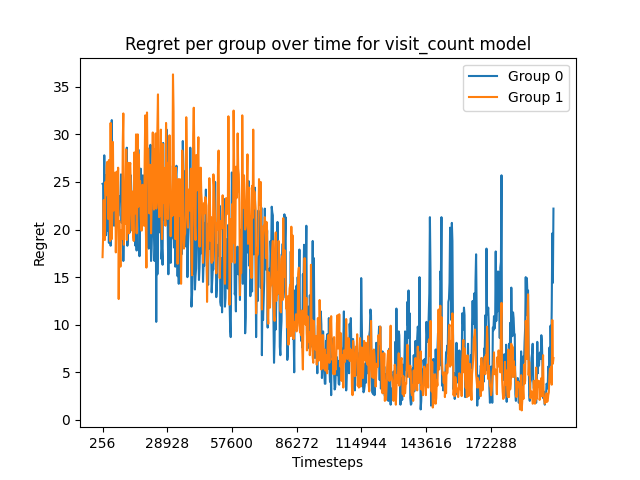 Regret per group over time for visit_count model
Group 0
Group 1
Regret
35
30
25
20
15
10
5
0
256 28928 57600 86272 114944 143616 172288
Timesteps